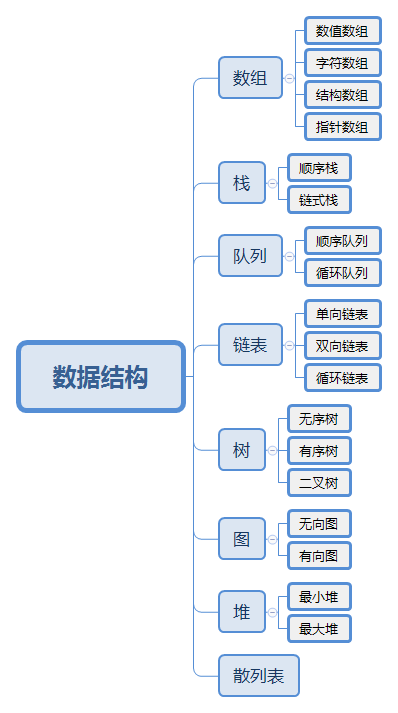 数据结构
数组
数值数组
字符数组
结构数组
指针数组
栈
顺序栈
链式栈
队列
顺序队列
循环队列
链表
单向链表
双向链表
循环链表
树
无序树
有序树
二叉树
图
无向图
有向图
堆
最小堆
最大堆
散列表